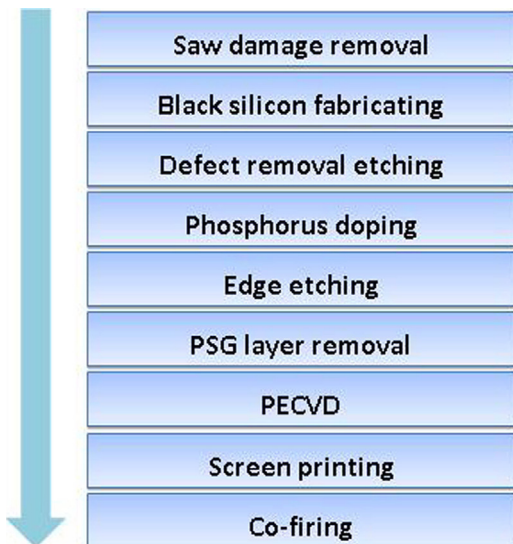 Saw damage removal
Black silicon fabricating
Defect removal etching
Phosphorus doping
Edge etching
PSG layer removal
PECVD
Screen printing
Co-firing